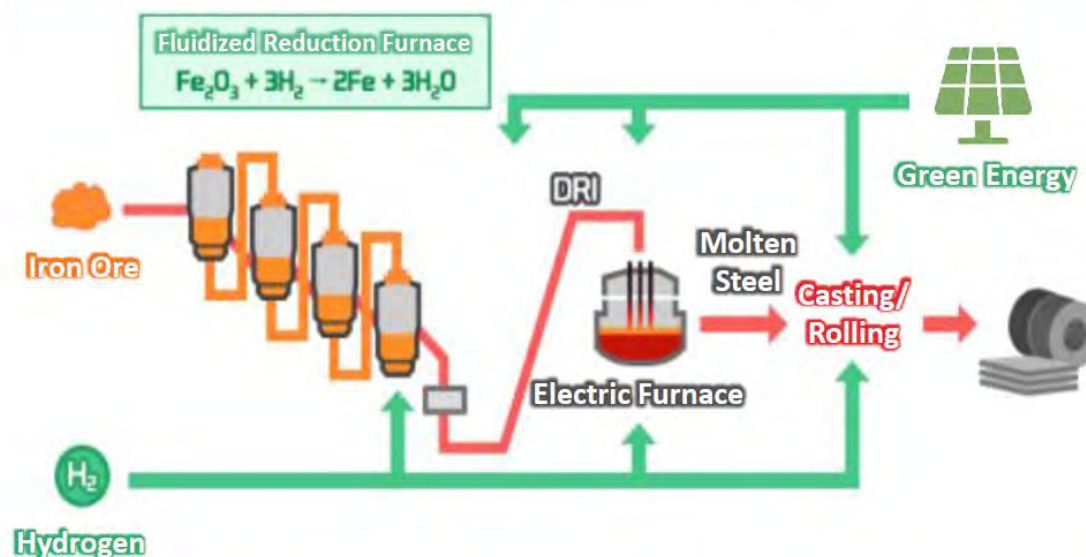 Fluidized Reduction Furnace
Fe₂O₃ + 3H₂ → 2Fe + 3H₂O
Green Energy
DRI
Iron Ore
Molten
Steel
Casting/
Rolling
Electric Furnace
H₂
Hydrogen